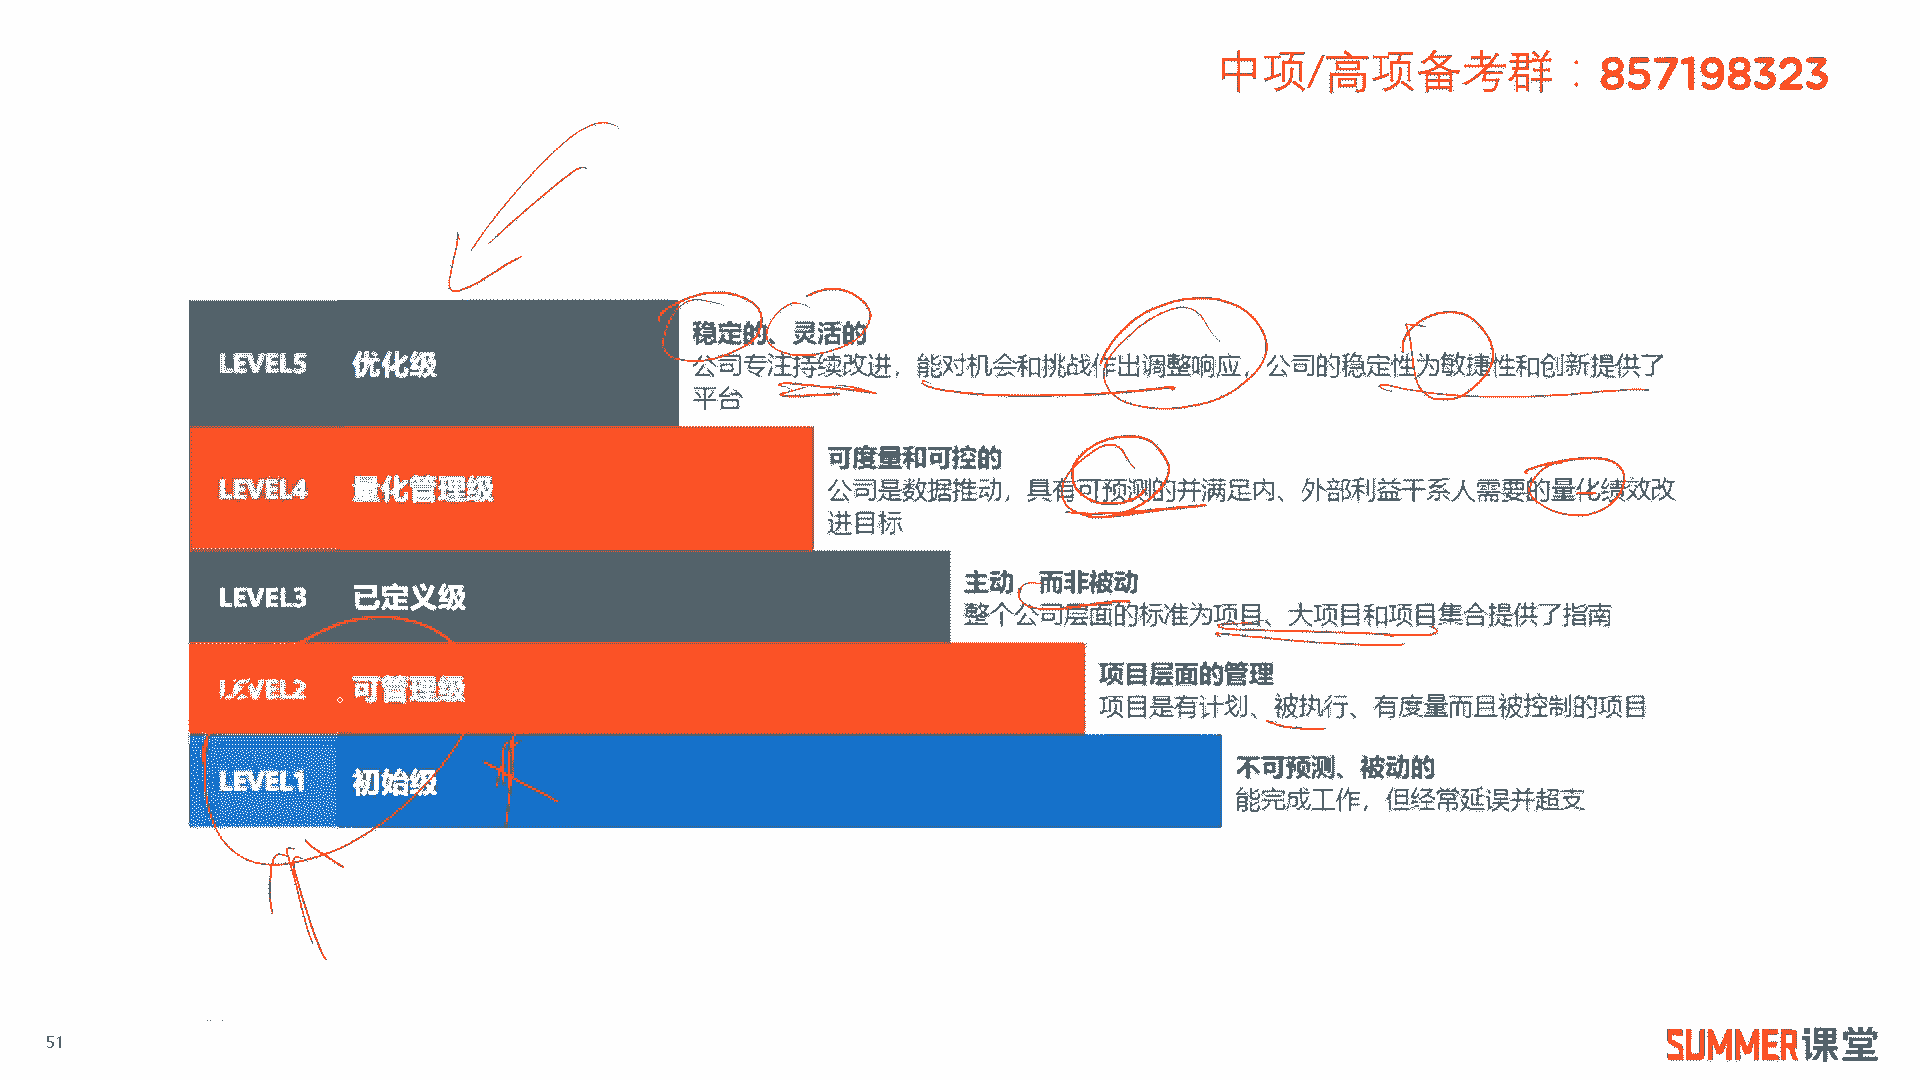 中项/高项备考群：857198323
LEVEL5 优化级
稳定的、灵活的
公司专注持续改进，能对机会和挑战作出调整响应，公司的稳定性为敏捷性和创新提供了
平台
LEVEL4 量化管理级
可度量和可控的
公司是数据推动，具有可预测的并满足内、外部利益干系人需要的量化绩效改
进目标
LEVEL3 已定义级
主动，而非被动
整个公司层面的标准为项目、大项目和项目集合提供了指南
LEVEL2 可管理级
项目层面的管理
项目是有计划、被执行、有度量而且被控制的项目
LEVEL1 初始级
不可预测、被动的
能完成工作，但经常延误并超支
51
SUMMER课堂